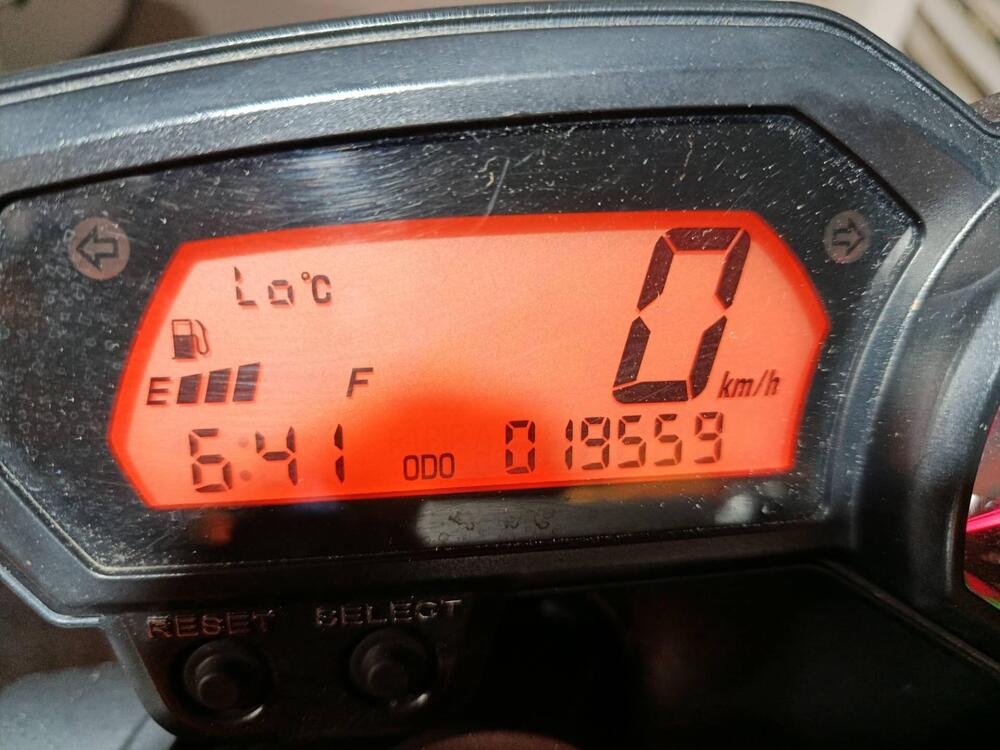 Lo°C
0 km/h
E F
6:41 ODO 019559
RESET SELECT